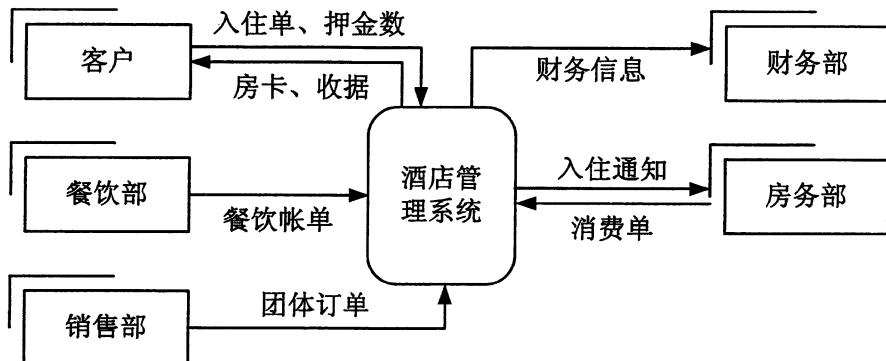 入住单、押金数
客户
房卡、收据
财务信息
财务部
餐饮部
餐饮帐单
酒店管
理系统
入住通知
消费单
房务部
销售部
团体订单